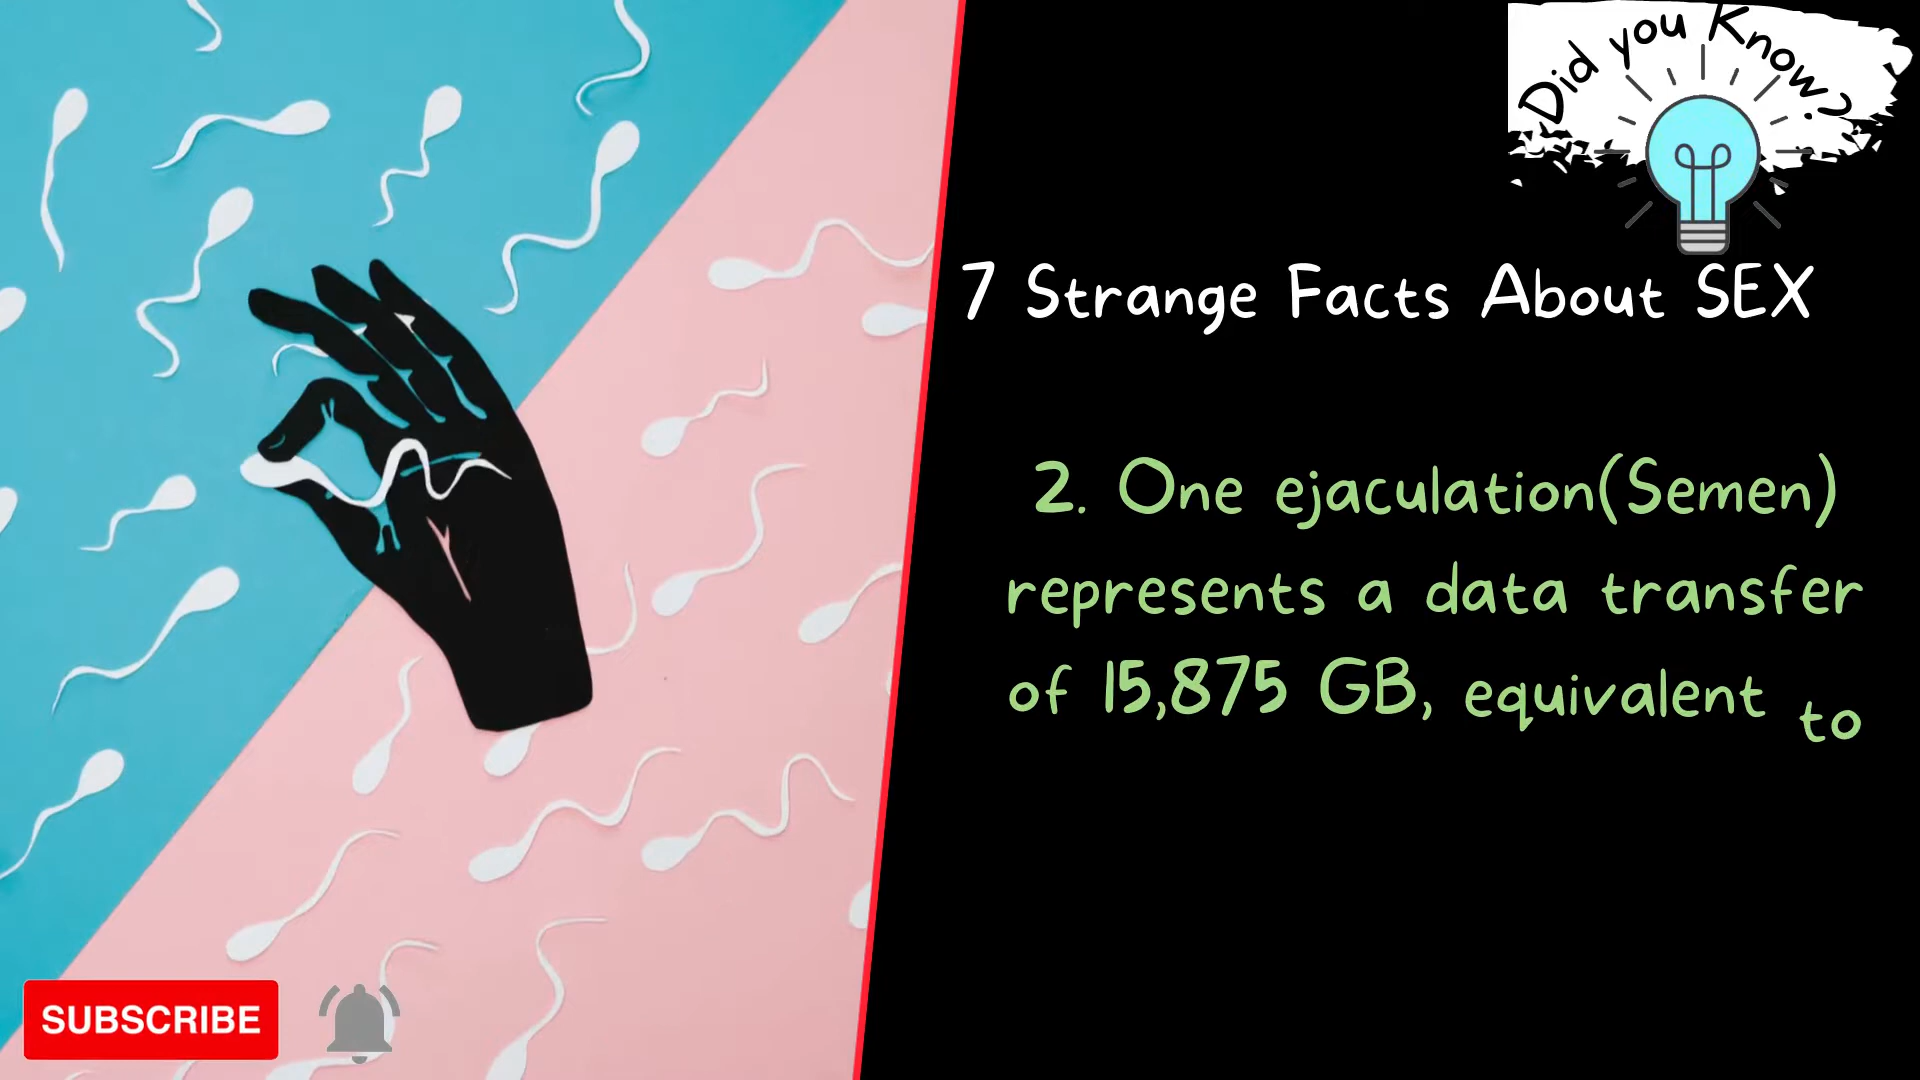 Did you Know?
7 Strange Facts About SEX
2. One ejaculation(Semen)
represents a data transfer
of 15,875 GB, equivalent to
SUBSCRIBE